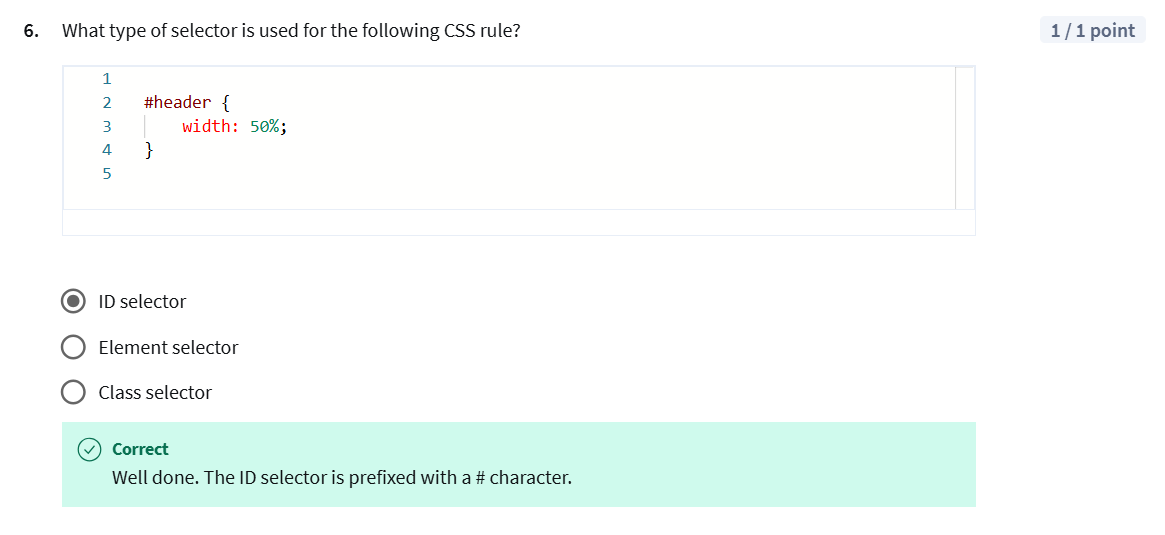 6. What type of selector is used for the following CSS rule?
1 / 1 point
1
2 #header {
3 width: 50%;
4 }
5
ID selector
Element selector
Class selector
Correct
Well done. The ID selector is prefixed with a # character.